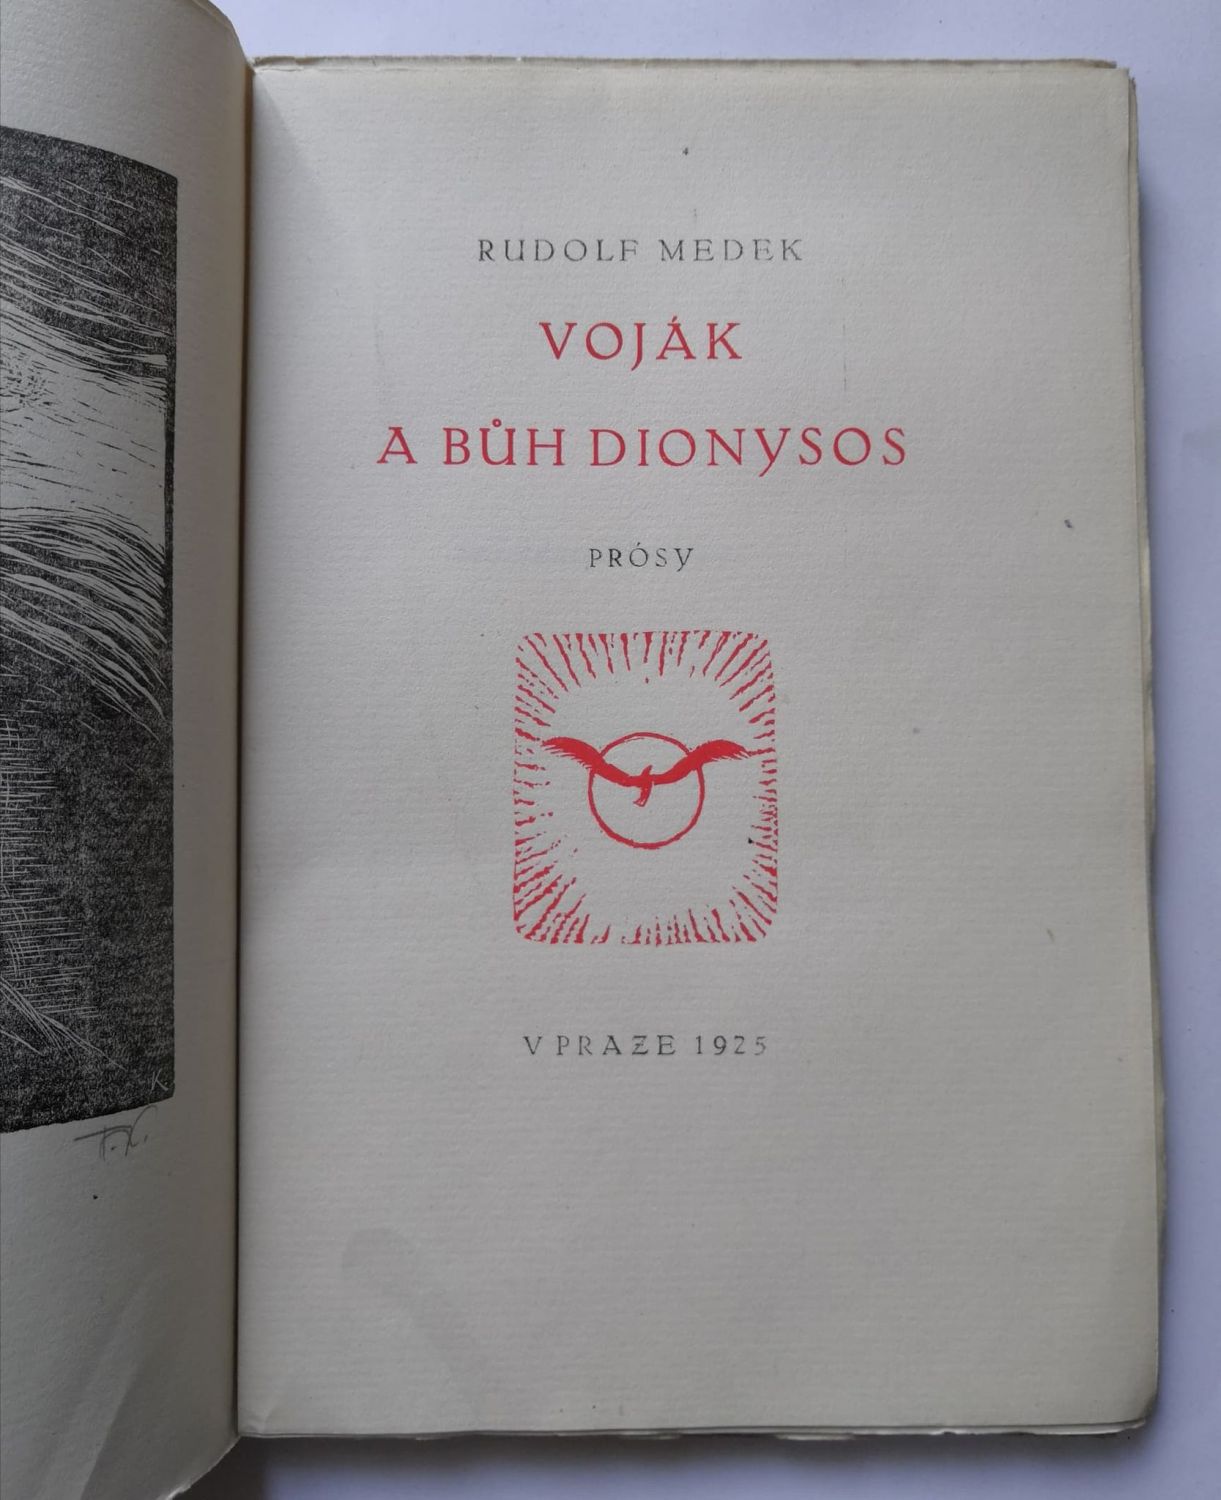 RUDOLF MEDEK
VOJÁK
A BŮH DIONYSOS
PRÓSY
V PRAZE 1925
K